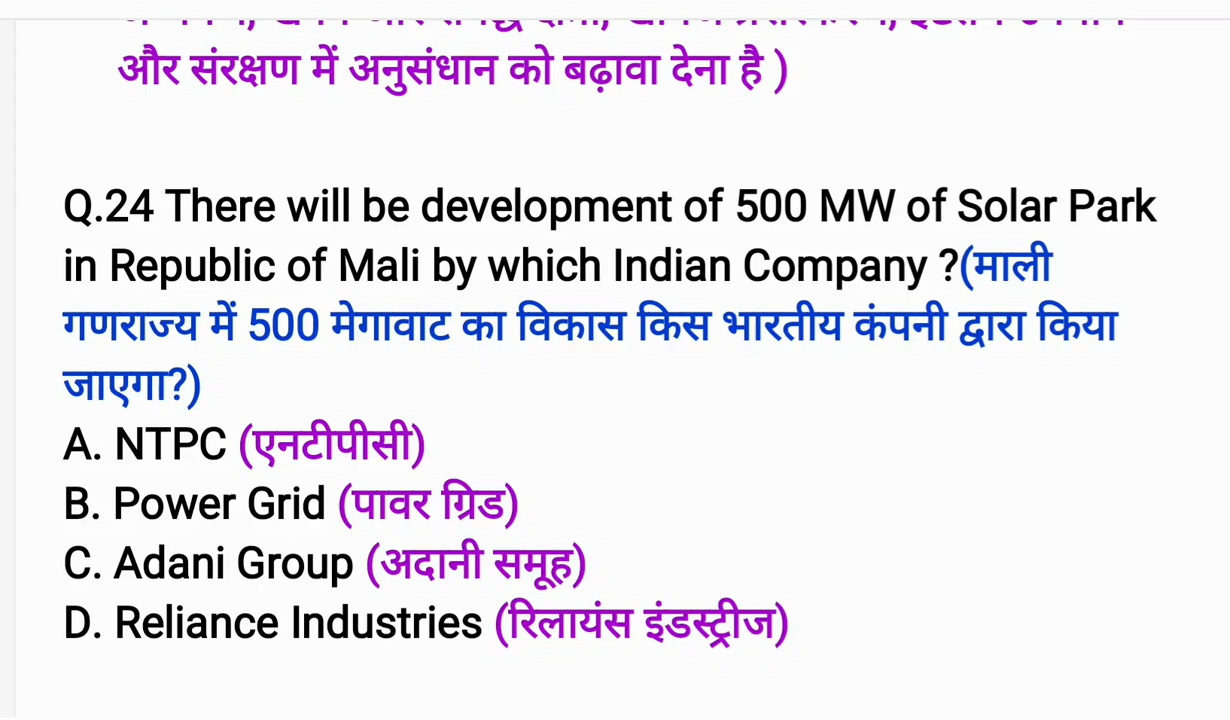 और संरक्षण में अनुसंधान को बढ़ावा देना है )
Q.24 There will be development of 500 MW of Solar Park
in Republic of Mali by which Indian Company ?(माली
गणराज्य में 500 मेगावाट का विकास किस भारतीय कंपनी द्वारा किया
जाएगा?)
A. NTPC (एनटीपीसी)
B. Power Grid (पावर ग्रिड)
C. Adani Group (अदानी समूह)
D. Reliance Industries (रिलायंस इंडस्ट्रीज)